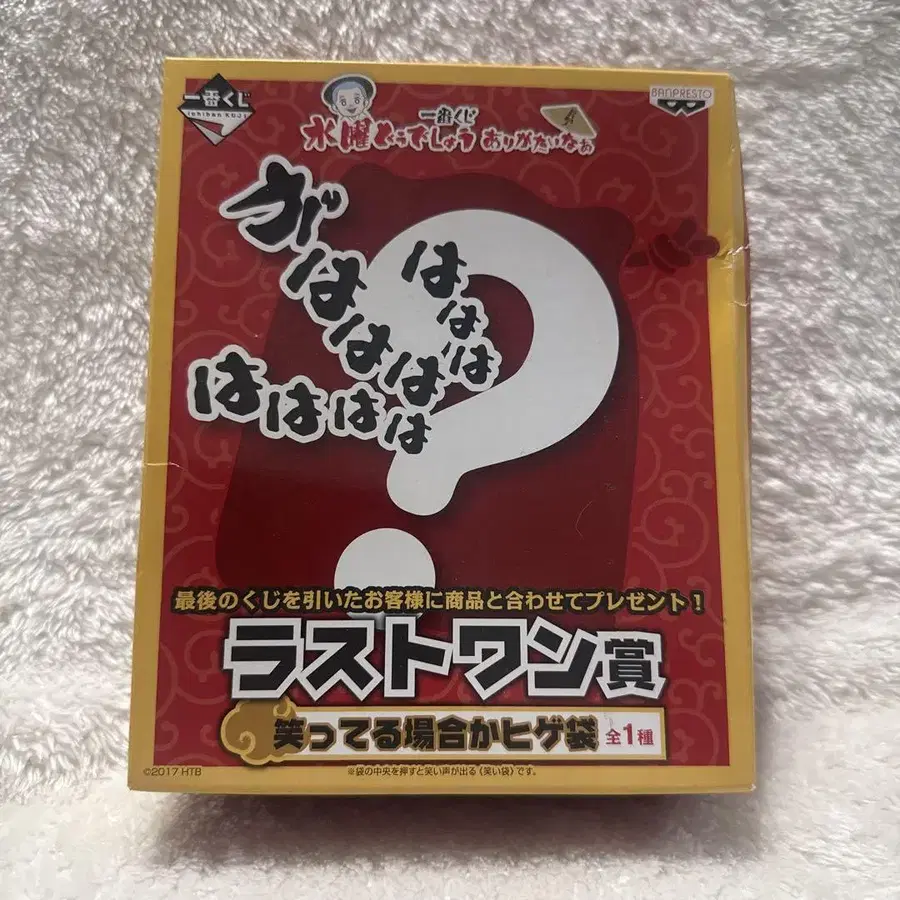 一番くじ
ichiban KUJI
BANPRESTO
一番くじ
水曜どうでしょう ありがたいなぁ
がははははは
はははは
はははは
?
最後のくじを引いたお客様に商品と合わせてプレゼント!
ラストワン賞
笑ってる場合かヒゲ袋 全1種
©2017 HTB
※袋の中央を押すと笑い声が出る《笑い袋》です。